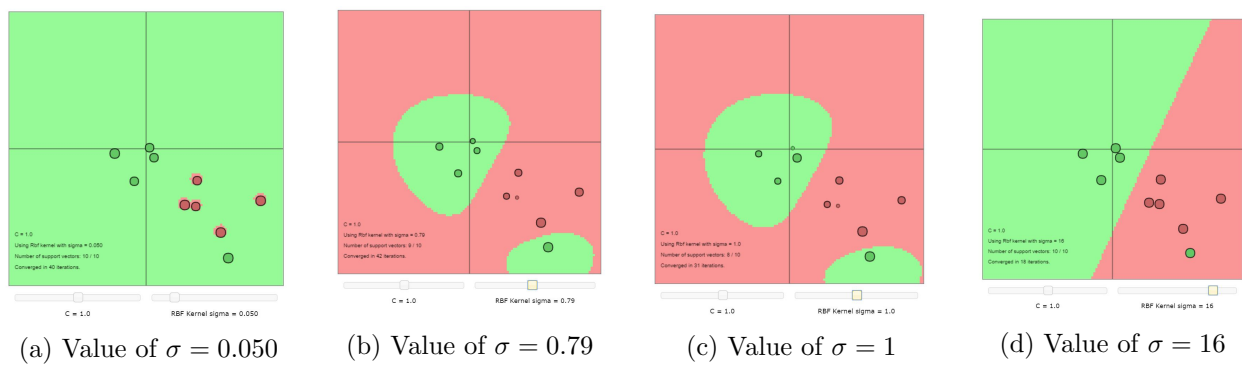 C = 1.0
Using Rbf kernel with sigma = 0.050
Number of support vectors: 10 / 10
Converged in 40 iterations.
C = 1.0
RBF Kernel sigma = 0.050
(a) Value of σ = 0.050
C = 1.0
Using Rbf kernel with sigma = 0.79
Number of support vectors: 9 / 10
Converged in 42 iterations.
C = 1.0
RBF Kernel sigma = 0.79
(b) Value of σ = 0.79
C = 1.0
Using Rbf kernel with sigma = 1.0
Number of support vectors: 8 / 10
Converged in 31 iterations.
C = 1.0
RBF Kernel sigma = 1.0
(c) Value of σ = 1
C = 1.0
Using Rbf kernel with sigma = 16
Number of support vectors: 10 / 10
Converged in 18 iterations.
C = 1.0
RBF Kernel sigma = 16
(d) Value of σ = 16